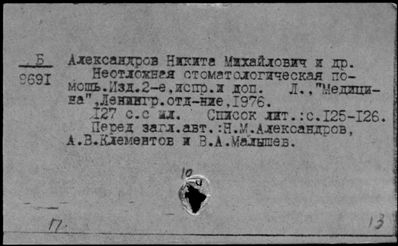 Б Александров Никита Михайлович и др.
9691 Неотложная стоматологическая по-
мощь.Изд.2-е,испр.и доп. Л.,"Медици-
на",Ленингр.отд-ние,1976.
127 с.с ил. Список лит.:с.125-126.
Перед загл.авт.:Н.М.Александров,
А.В.Клементов и В.А.Малышев.
10
п. 13